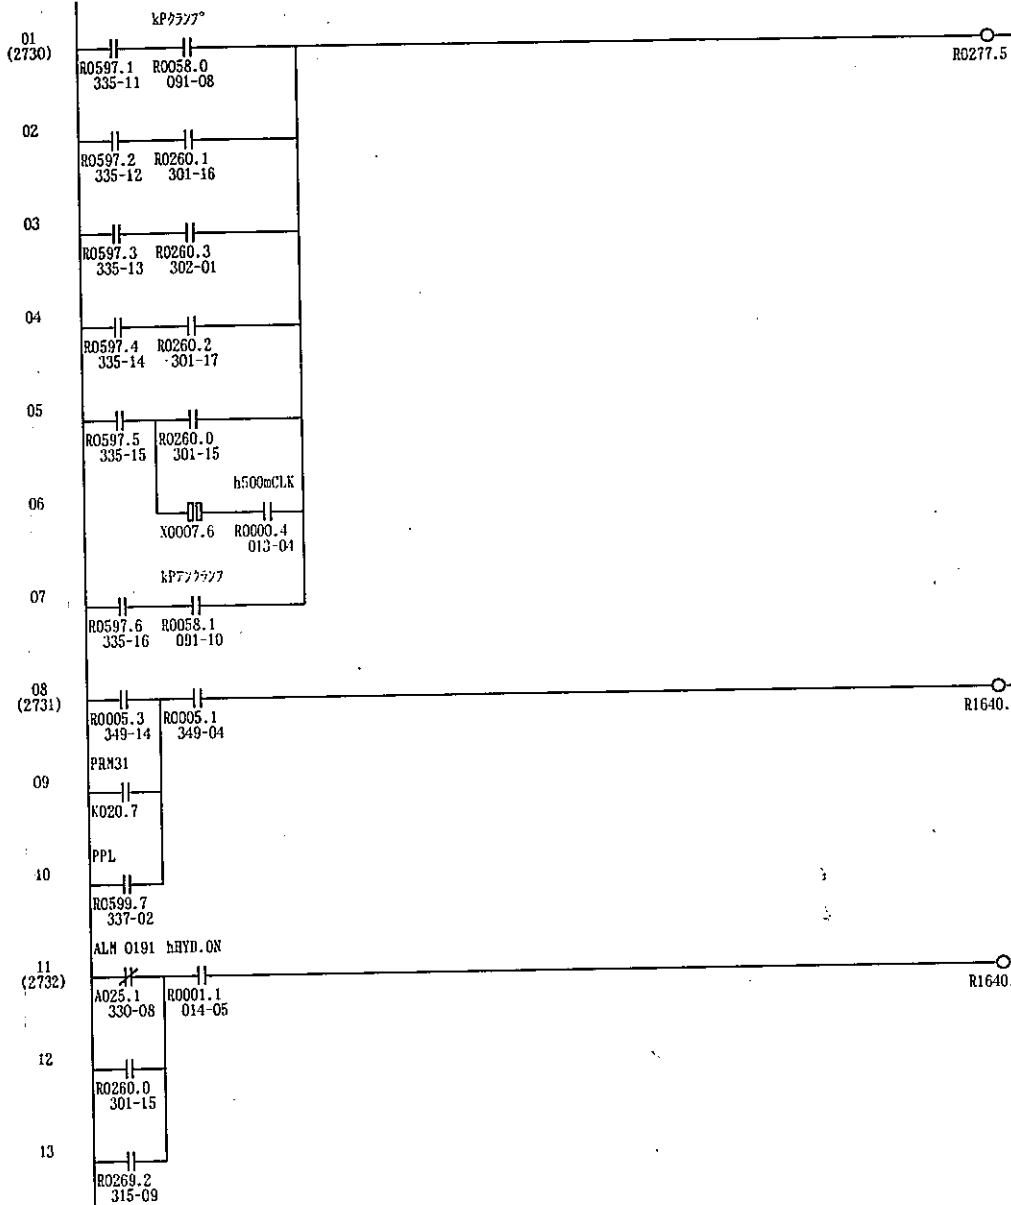 kPクランプ
01
(2730)
R0597.1 R0058.0 R0277.5
335-11 091-08
02
R0597.2 R0260.1
335-12 301-16
03
R0597.3 R0260.3
335-13 302-01
04
R0597.4 R0260.2
335-14 301-17
05
R0597.5 R0260.0
335-15 301-15
h500mCLK
06
X0007.6 R0000.4
013-04
kPアンクランプ
07
R0597.6 R0058.1
335-16 091-10
08
(2731)
R0005.3 R0005.1 R1640.
349-14 349-04
PRM31
09
K020.7
PPL
10
R0599.7
337-02
ALM 0191 hHYD.ON
11
(2732)
A025.1 R0001.1 R1640.
330-08 014-05
12
R0260.0
301-15
13
R0269.2
315-09